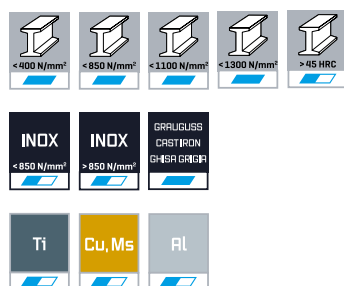 <400 N/mm² <850 N/mm² <1100 N/mm² <1300 N/mm² >45 HRC
INOX INOX GRAUGUSS
CAST IRON
GHISA GRIGIA
<850 N/mm² >850 N/mm²
Ti Cu, Ms Al